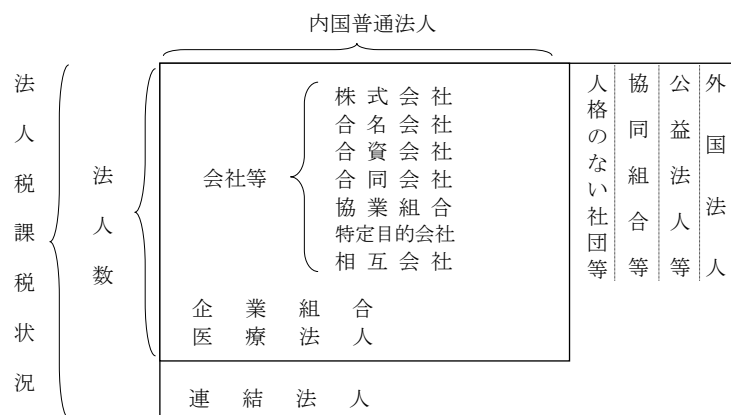 内国普通法人
法人税課税状況
法人数
会社等
株式会社
合名会社
合資会社
合同会社
協業組合
特定目的会社
相互会社
企業組合
医療法人
連結法人
人格のない社団等
協同組合等
公益法人等
外国法人